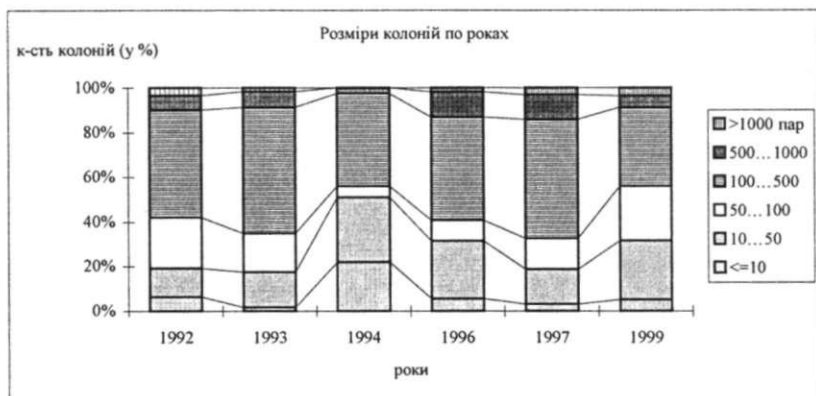 Розміри колоній по роках
к-сть колоній (у %)
100%
80%
60%
40%
20%
0%
1992 1993 1994 1996 1997 1999
роки
>1000 пар
500...1000
100...500
50...100
10...50
<=10